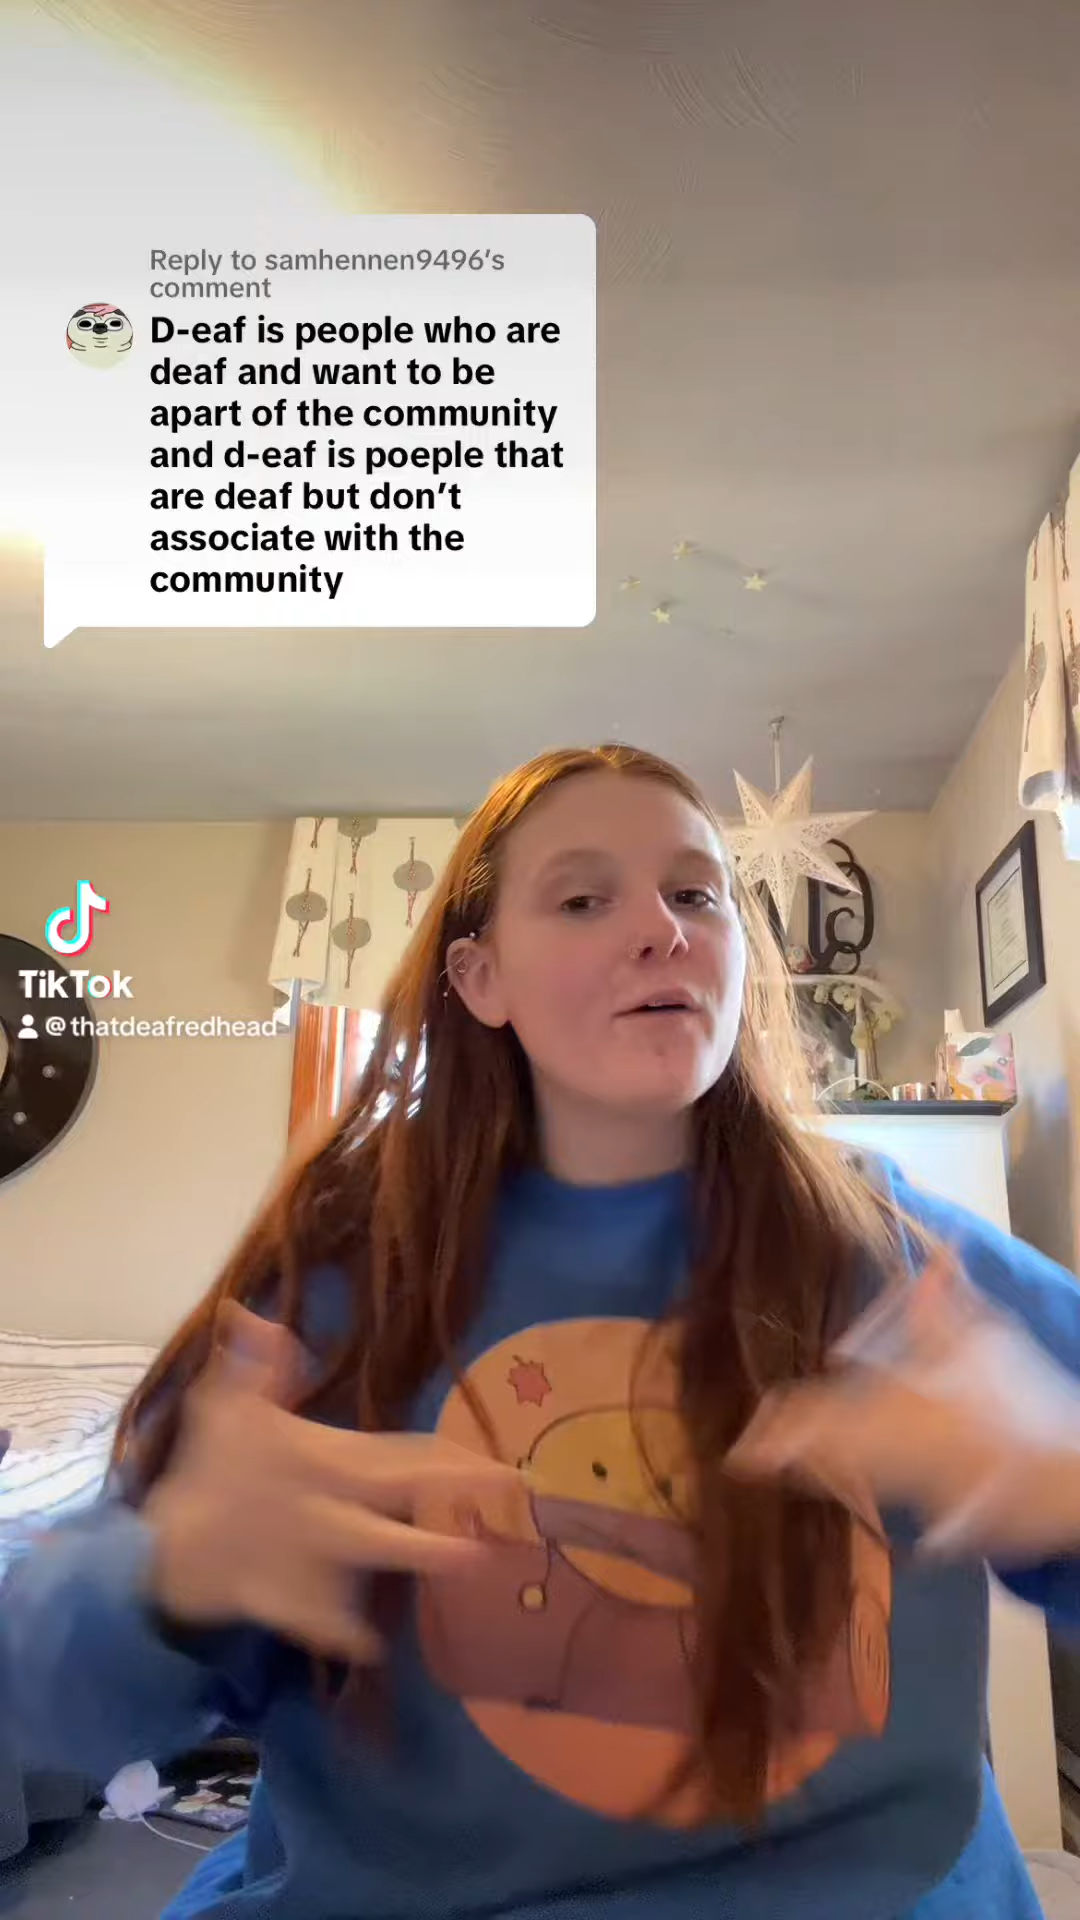 Reply to samhennen9496's
comment
D-eaf is people who are
deaf and want to be
apart of the community
and d-eaf is poeple that
are deaf but don't
associate with the
community
TikTok
@thatdeafredhead